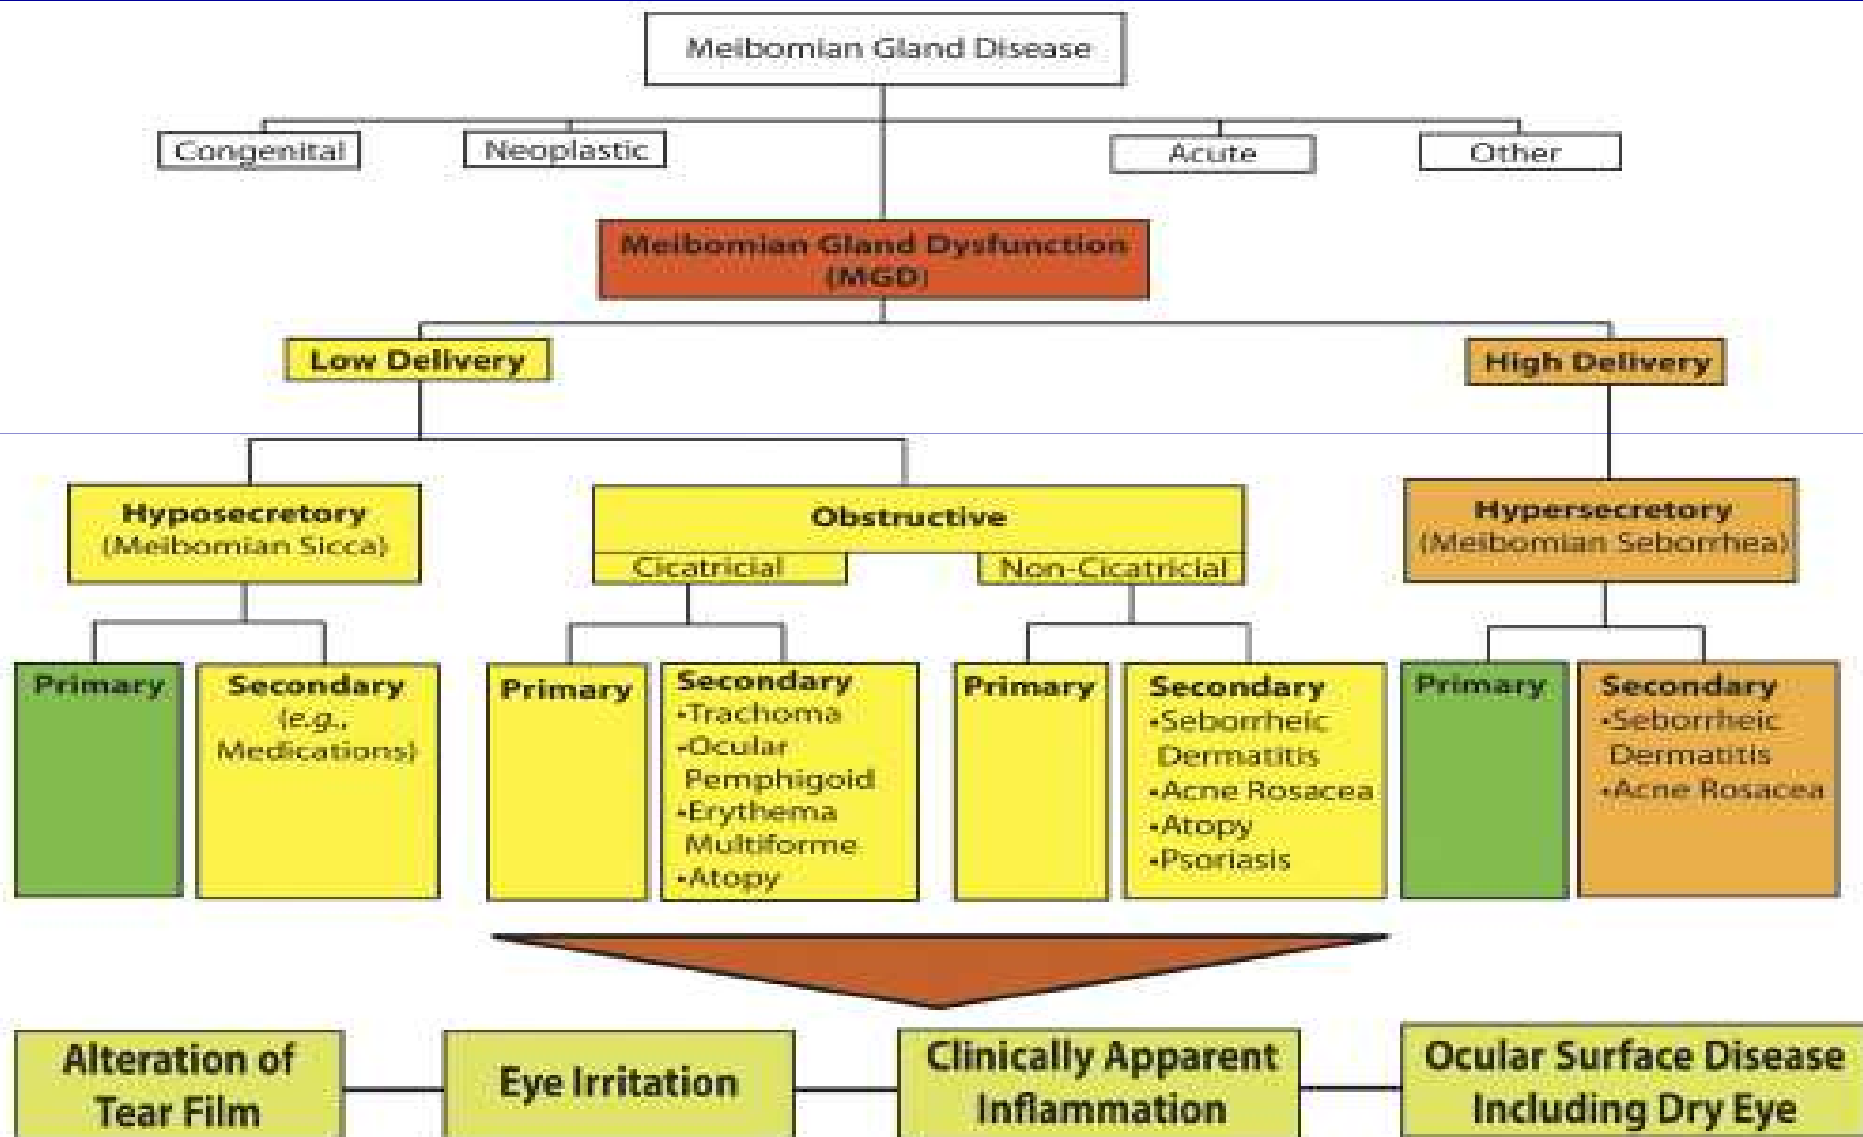 Meibomian Gland Disease
Congenital
Neoplastic
Acute
Other
Meibomian Gland Dysfunction
(MGD)
Low Delivery
High Delivery
Hyposecretory
(Meibomian Sicca)
Obstructive
Cicatricial
Non-Cicatricial
Hypersecretory
(Meibomian Seborrhea)
Primary
Secondary
(e.g.,
Medications)
Primary
Secondary
•Trachoma
•Ocular
Pemphigoid
•Erythema
Multiforme
•Atopy
Primary
Secondary
•Seborrheic
Dermatitis
•Acne Rosacea
•Atopy
•Psoriasis
Primary
Secondary
•Seborrheic
Dermatitis
•Acne Rosacea
Alteration of
Tear Film
Eye Irritation
Clinically Apparent
Inflammation
Ocular Surface Disease
Including Dry Eye